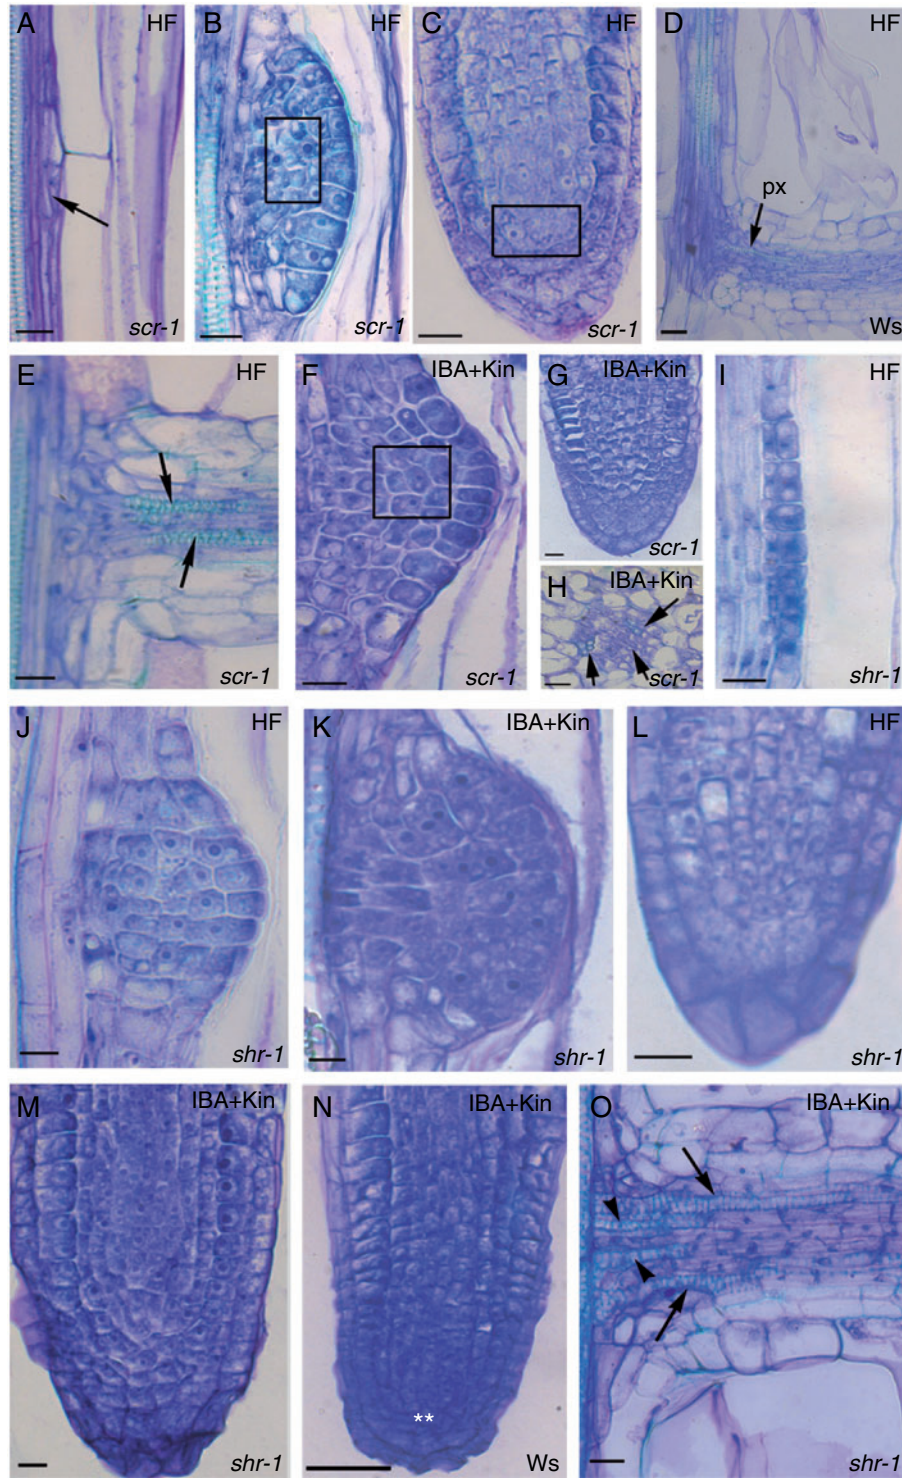 A HF
scr-1
B HF
scr-1
C HF
scr-1
D HF
px
Ws
E HF
scr-1
F IBA+Kin
scr-1
G IBA+Kin
scr-1
H IBA+Kin
scr-1
I HF
shr-1
J HF
shr-1
K IBA+Kin
shr-1
L HF
shr-1
M IBA+Kin
shr-1
N IBA+Kin
**
Ws
O IBA+Kin
shr-1